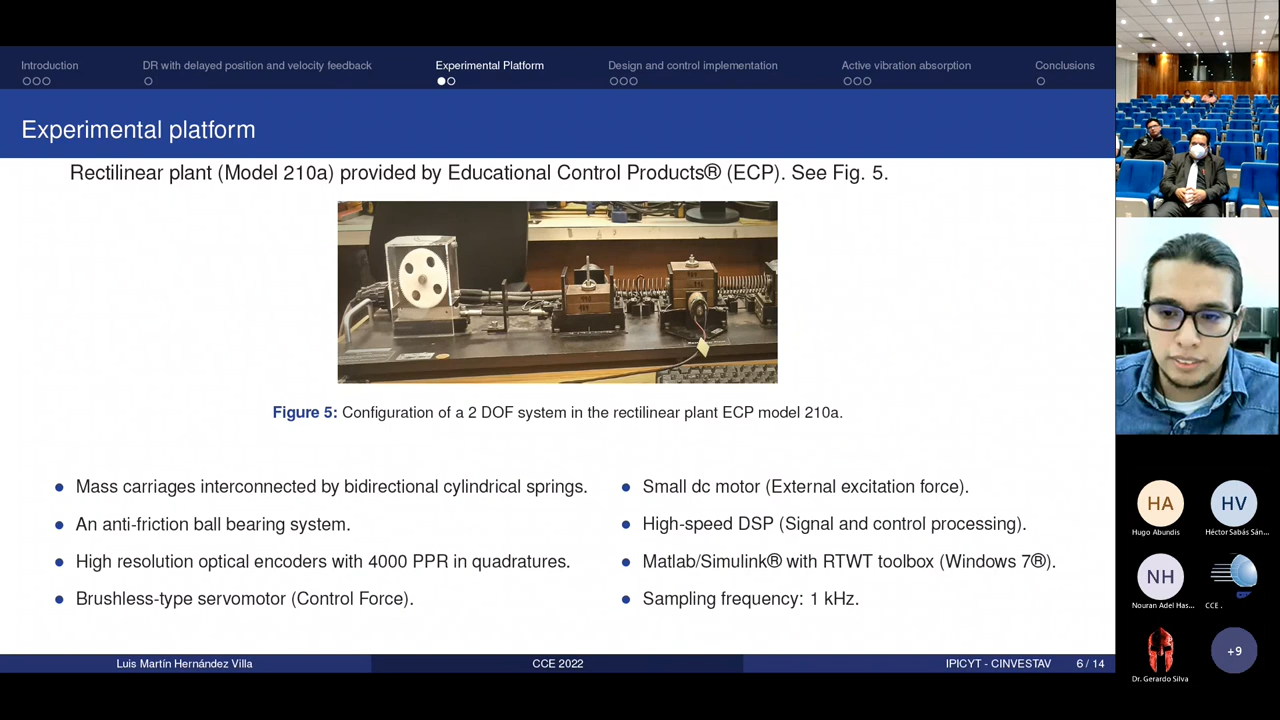 Introduction
DR with delayed position and velocity feedback
Experimental Platform
Design and control implementation
Active vibration absorption
Conclusions
Experimental platform
Rectilinear plant (Model 210a) provided by Educational Control Products® (ECP). See Fig. 5.
Figure 5: Configuration of a 2 DOF system in the rectilinear plant ECP model 210a.
Mass carriages interconnected by bidirectional cylindrical springs.
An anti-friction ball bearing system.
High resolution optical encoders with 4000 PPR in quadratures.
Brushless-type servomotor (Control Force).
Small dc motor (External excitation force).
High-speed DSP (Signal and control processing).
Matlab/Simulink® with RTWT toolbox (Windows 7®).
Sampling frequency: 1 kHz.
Luis Martín Hernández Villa
CCE 2022
IPICYT - CINVESTAV
6 / 14
HA
Hugo Abundis
HV
Héctor Sabás Sán...
NH
Nouran Adel Has...
CCE .
Dr. Gerardo Silva
+9